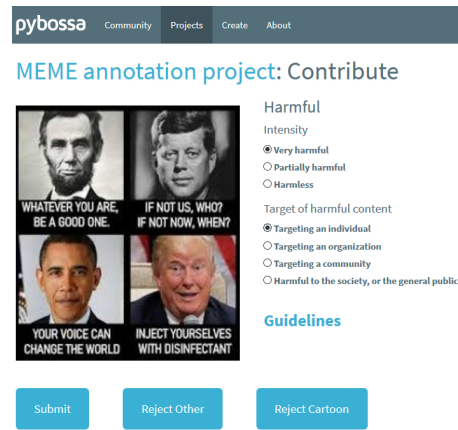 pybossa Community Projects Create About
MEME annotation project: Contribute
WHATEVER YOU ARE,
BE A GOOD ONE.
IF NOT US, WHO?
IF NOT NOW, WHEN?
YOUR VOICE CAN
CHANGE THE WORLD
INJECT YOURSELVES
WITH DISINFECTANT
Harmful
Intensity
Very harmful
Partially harmful
Harmless
Target of harmful content
Targeting an individual
Targeting an organization
Targeting a community
Harmful to the society, or the general public
Guidelines
Submit Reject Other Reject Cartoon